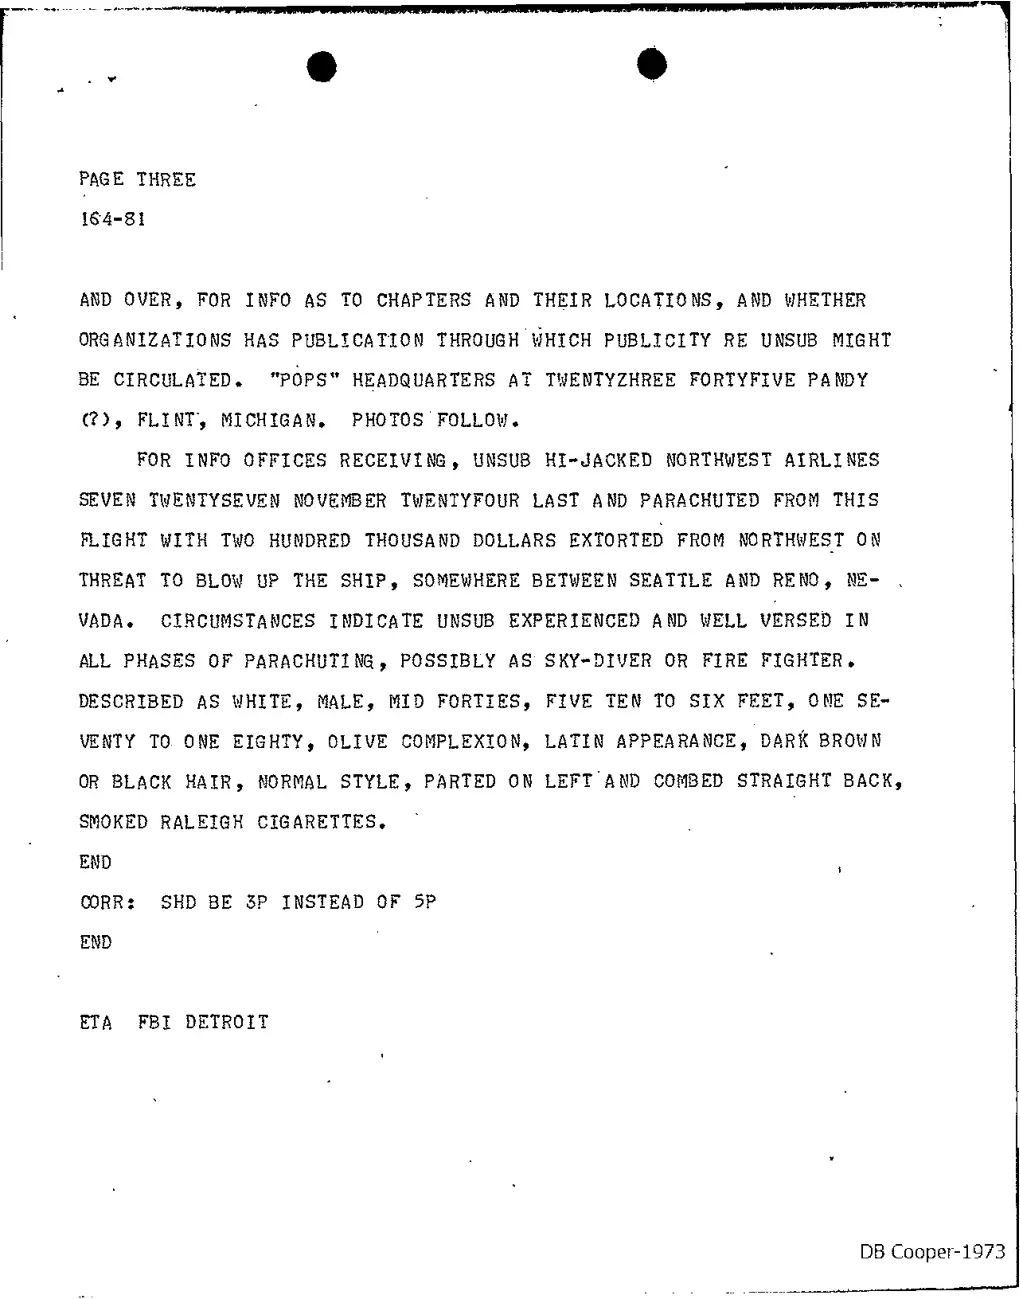 PAGE THREE
164-81
AND OVER, FOR INFO AS TO CHAPTERS AND THEIR LOCATIONS, AND WHETHER
ORGANIZATIONS HAS PUBLICATION THROUGH WHICH PUBLICITY RE UNSUB MIGHT
BE CIRCULATED. "POPS" HEADQUARTERS AT TWENTYZHREE FORTYFIVE PANDY
(?), FLINT, MICHIGAN. PHOTOS FOLLOW.
FOR INFO OFFICES RECEIVING, UNSUB HI-JACKED NORTHWEST AIRLINES
SEVEN TWENTYSEVEN NOVEMBER TWENTYFOUR LAST AND PARACHUTED FROM THIS
FLIGHT WITH TWO HUNDRED THOUSAND DOLLARS EXTORTED FROM NORTHWEST ON
THREAT TO BLOW UP THE SHIP, SOMEWHERE BETWEEN SEATTLE AND RENO, NE-
VADA. CIRCUMSTANCES INDICATE UNSUB EXPERIENCED AND WELL VERSED IN
ALL PHASES OF PARACHUTING, POSSIBLY AS SKY-DIVER OR FIRE FIGHTER.
DESCRIBED AS WHITE, MALE, MID FORTIES, FIVE TEN TO SIX FEET, ONE SE-
VENTY TO ONE EIGHTY, OLIVE COMPLEXION, LATIN APPEARANCE, DARK BROWN
OR BLACK HAIR, NORMAL STYLE, PARTED ON LEFT AND COMBED STRAIGHT BACK,
SMOKED RALEIGH CIGARETTES.
END
CORR: SHD BE 3P INSTEAD OF 5P
END
ETA FBI DETROIT
DB Cooper-1973